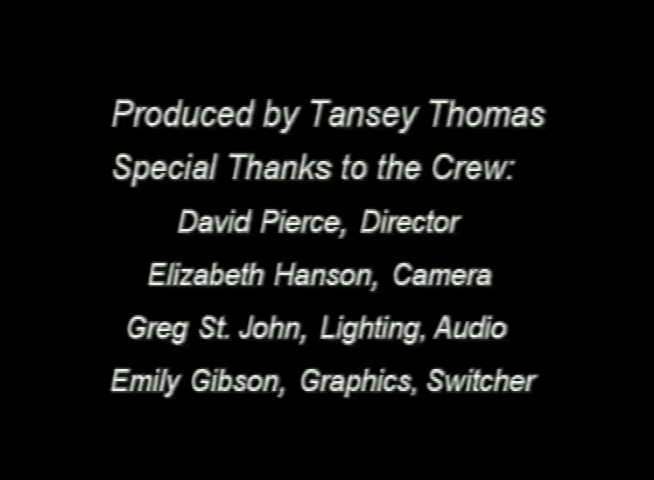 Produced by Tansey Thomas
Special Thanks to the Crew:
David Pierce, Director
Elizabeth Hanson, Camera
Greg St. John, Lighting, Audio
Emily Gibson, Graphics, Switcher